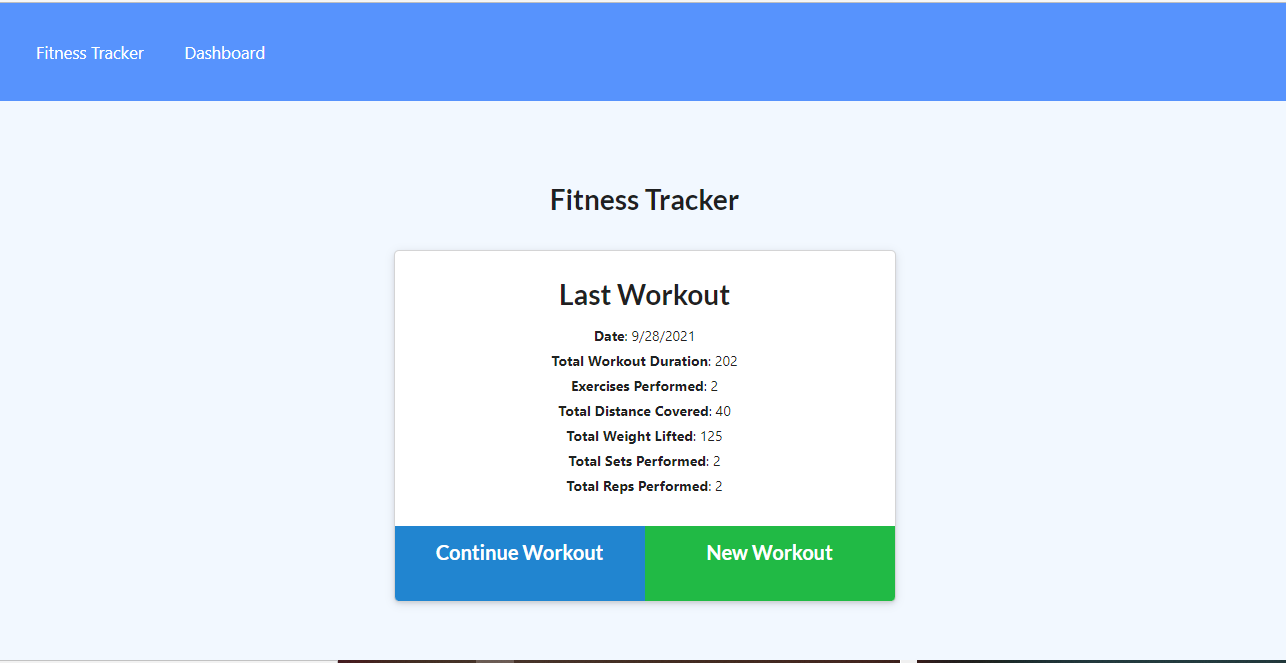 Fitness Tracker Dashboard
Fitness Tracker
Last Workout
Date: 9/28/2021
Total Workout Duration: 202
Exercises Performed: 2
Total Distance Covered: 40
Total Weight Lifted: 125
Total Sets Performed: 2
Total Reps Performed: 2
Continue Workout New Workout